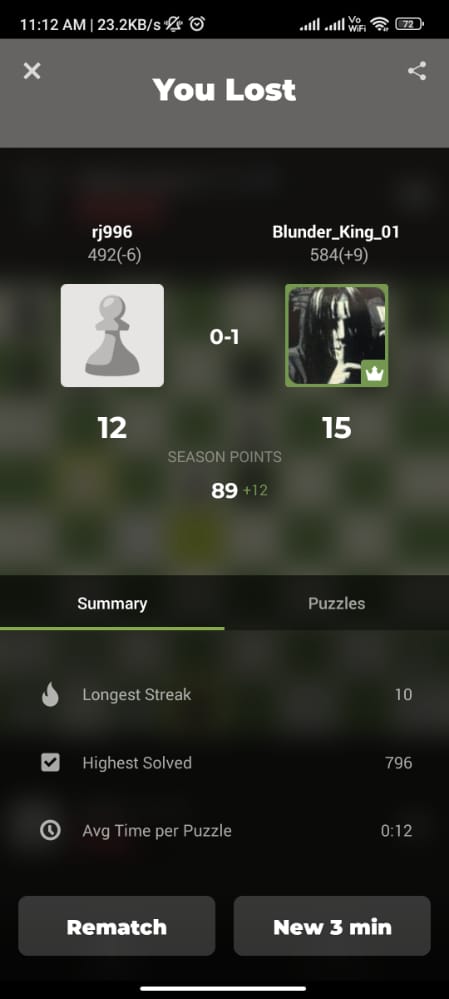 11:12 AM | 23.2KB/s
Vo
WiFi
72
You Lost
rj996
Blunder_King_01
492(-6)
584(+9)
0-1
12
15
SEASON POINTS
89 +12
Summary
Puzzles
Longest Streak
10
Highest Solved
796
Avg Time per Puzzle
0:12
Rematch
New 3 min